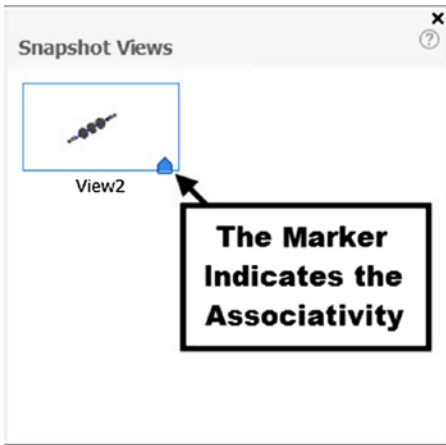 Snapshot Views
View2
The Marker
Indicates the
Associativity